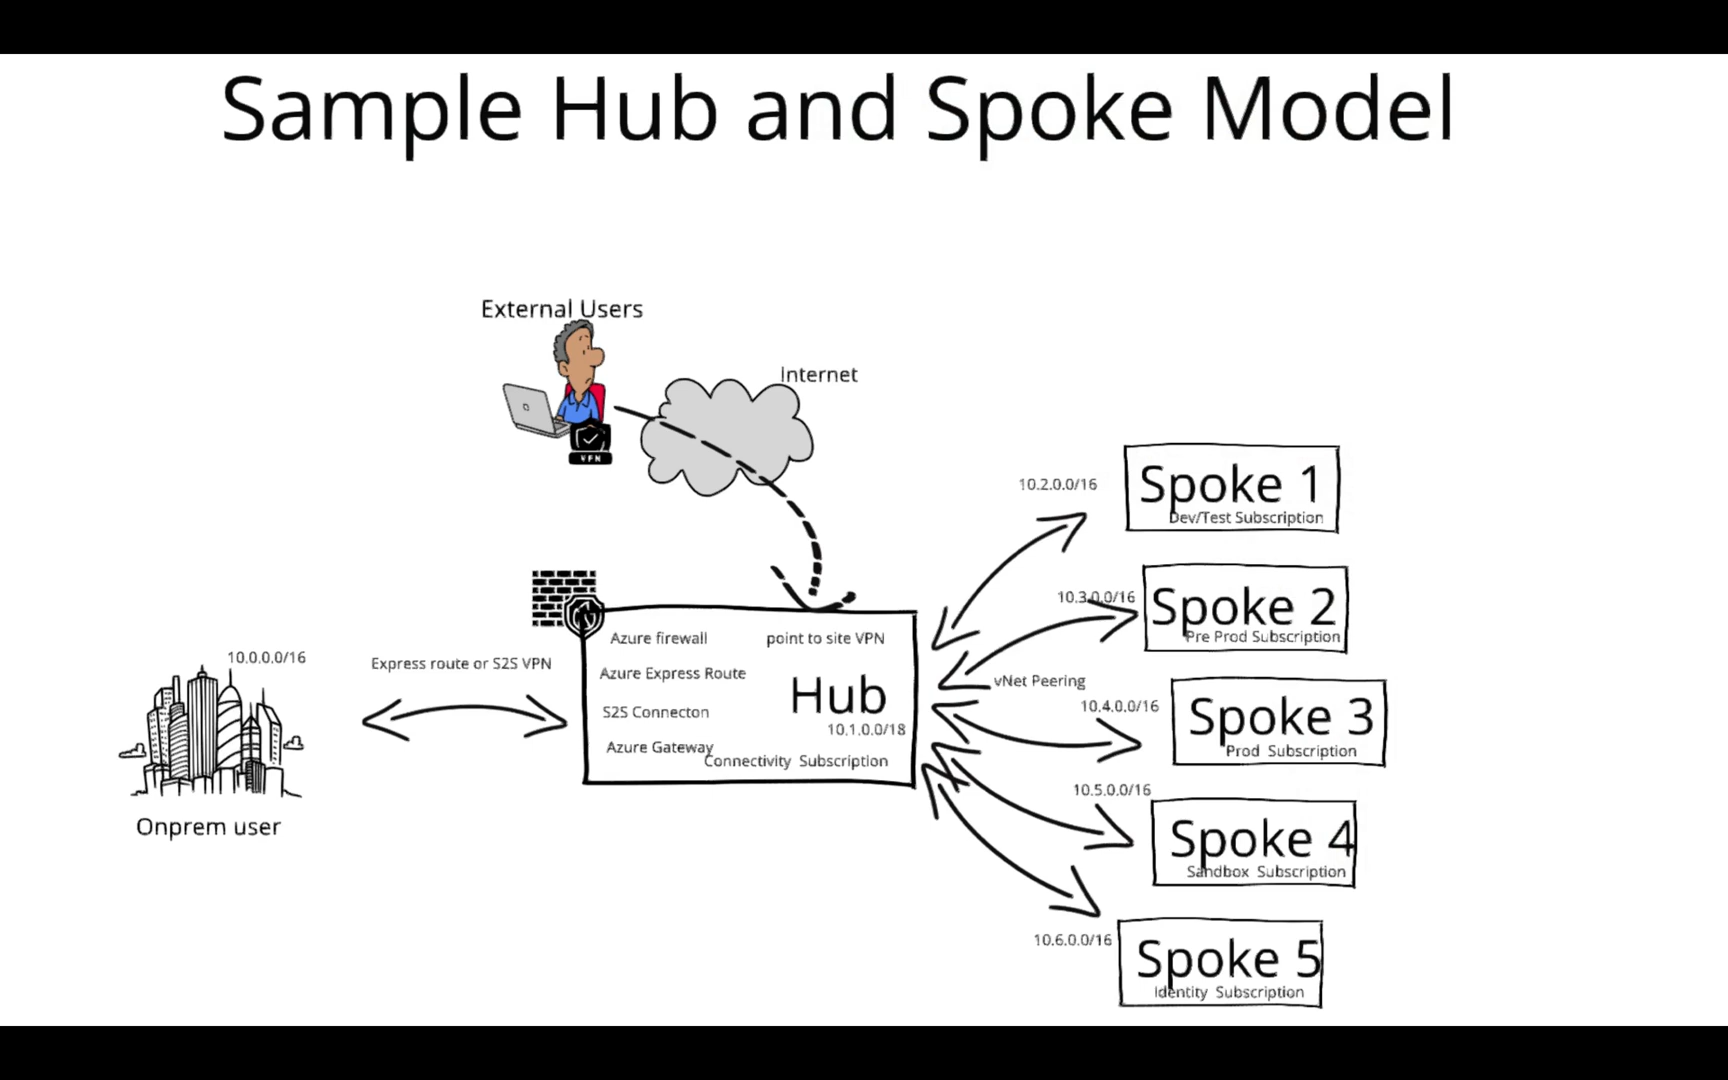 Sample Hub and Spoke Model
External Users
Internet
VPN
10.2.0.0/16
Spoke 1
Dev/Test Subscription
10.3.0.0/16
Spoke 2
Pre Prod Subscription
10.0.0.0/16
Express route or S2S VPN
Azure firewall
point to site VPN
Azure Express Route
Hub
S2S Connecton
10.1.0.0/18
Azure Gateway
Connectivity Subscription
vNet Peering
10.4.0.0/16
Spoke 3
Prod Subscription
10.5.0.0/16
Spoke 4
Sandbox Subscription
Onprem user
10.6.0.0/16
Spoke 5
Identity Subscription